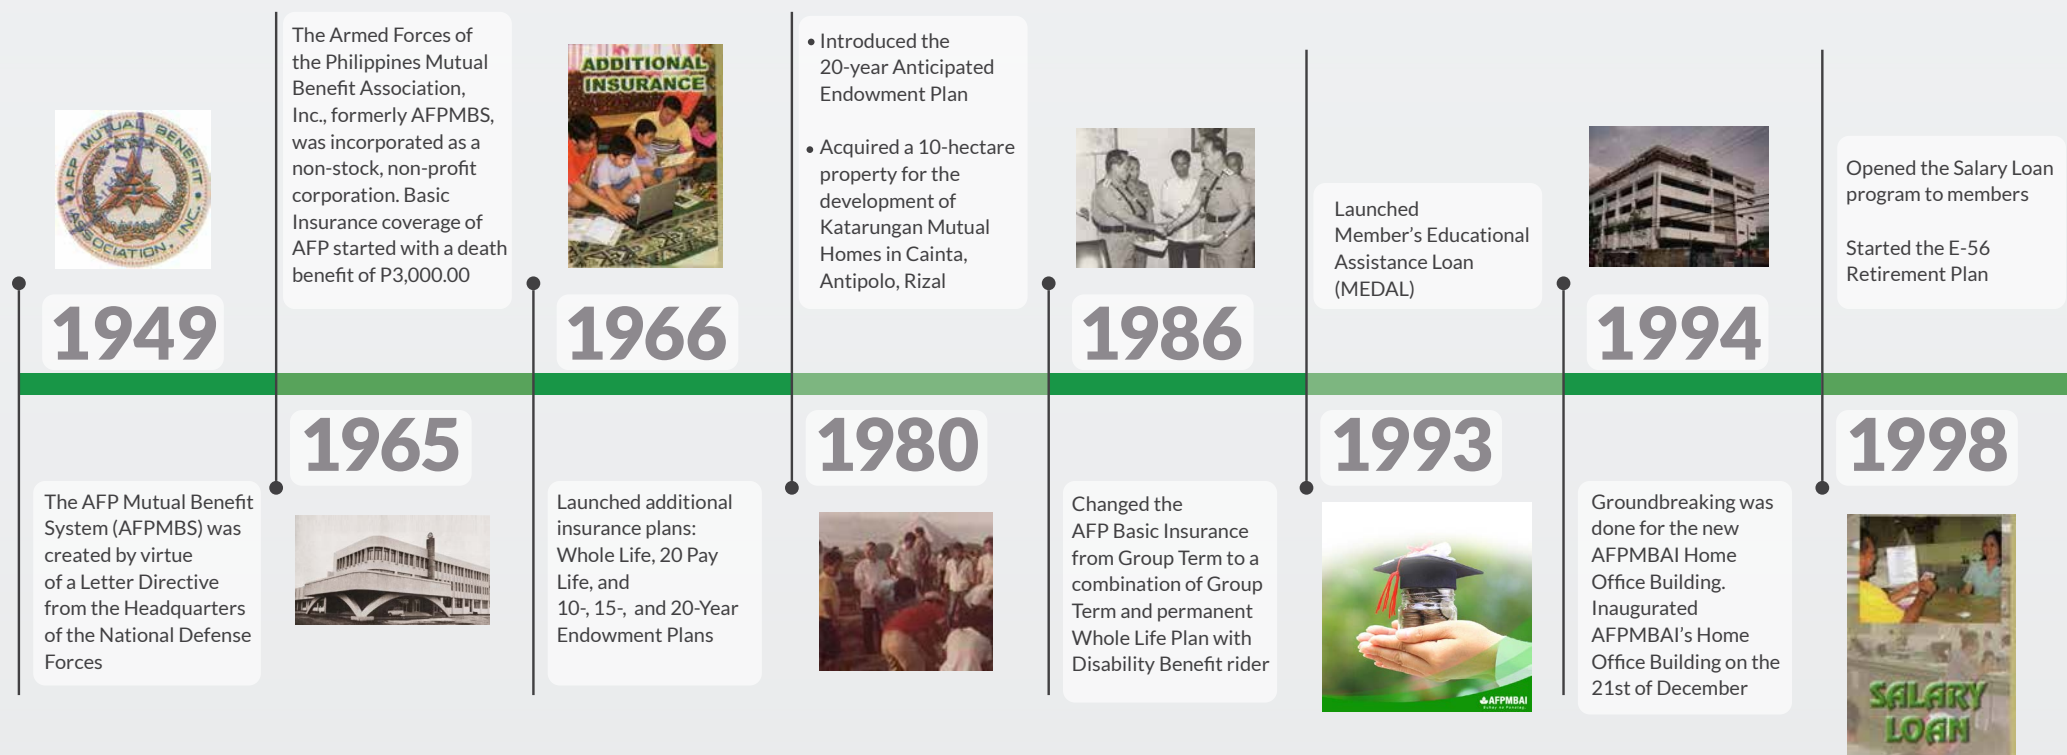 AFP MUTUAL BENEFIT
ASSOCIATION, INC.
1949
The AFP Mutual Benefit
System (AFPMBS) was
created by virtue
of a Letter Directive
from the Headquarters
of the National Defense
Forces
The Armed Forces of
the Philippines Mutual
Benefit Association,
Inc., formerly AFPMBS,
was incorporated as a
non-stock, non-profit
corporation. Basic
Insurance coverage of
AFP started with a death
benefit of P3,000.00
1965
ADDITIONAL
INSURANCE
1966
Launched additional
insurance plans:
Whole Life, 20 Pay
Life, and
10-, 15-, and 20-Year
Endowment Plans
• Introduced the
20-year Anticipated
Endowment Plan
• Acquired a 10-hectare
property for the
development of
Katarungan Mutual
Homes in Cainta,
Antipolo, Rizal
1980
1986
Changed the
AFP Basic Insurance
from Group Term to a
combination of Group
Term and permanent
Whole Life Plan with
Disability Benefit rider
Launched
Member’s Educational
Assistance Loan
(MEDAL)
1993
AFPMBAI
1994
Groundbreaking was
done for the new
AFPMBAI Home
Office Building.
Inaugurated
AFPMBAI’s Home
Office Building on the
21st of December
Opened the Salary Loan
program to members
Started the E-56
Retirement Plan
1998
SALARY
LOAN